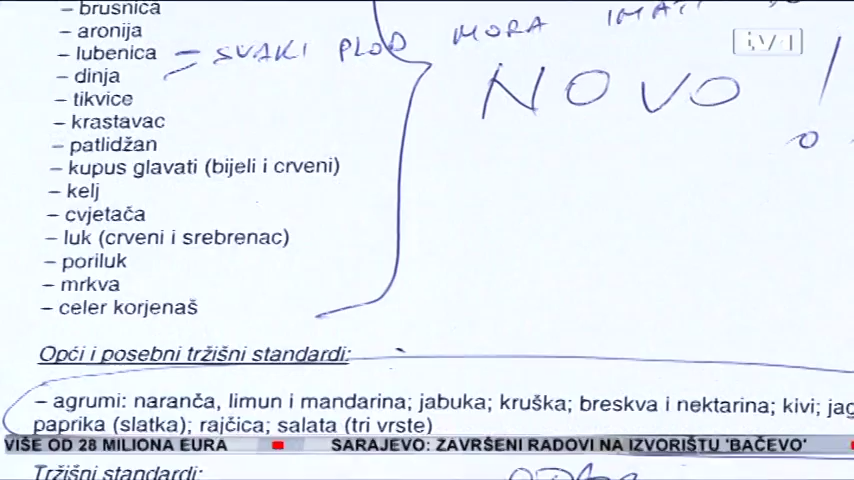 – brusnica
– aronija
– lubenica = SVAKI PLOD MORA IMATI
– dinja
NOVO!
– tikvice
– krastavac
– patlidžan
– kupus glavati (bijeli i crveni)
– kelj
– cvjetača
– luk (crveni i srebrenac)
– poriluk
– mrkva
– celer korjenaš
Opći i posebni tržišni standardi:
– agrumi: naranča, limun i mandarina; jabuka; kruška; breskva i nektarina; kivi; jag
paprika (slatka); rajčica; salata (tri vrste)
VIŠE OD 28 MILIONA EURA SARAJEVO: ZAVRŠENI RADOVI NA IZVORIŠTU 'BAČEVO'
Tržišni standardi: